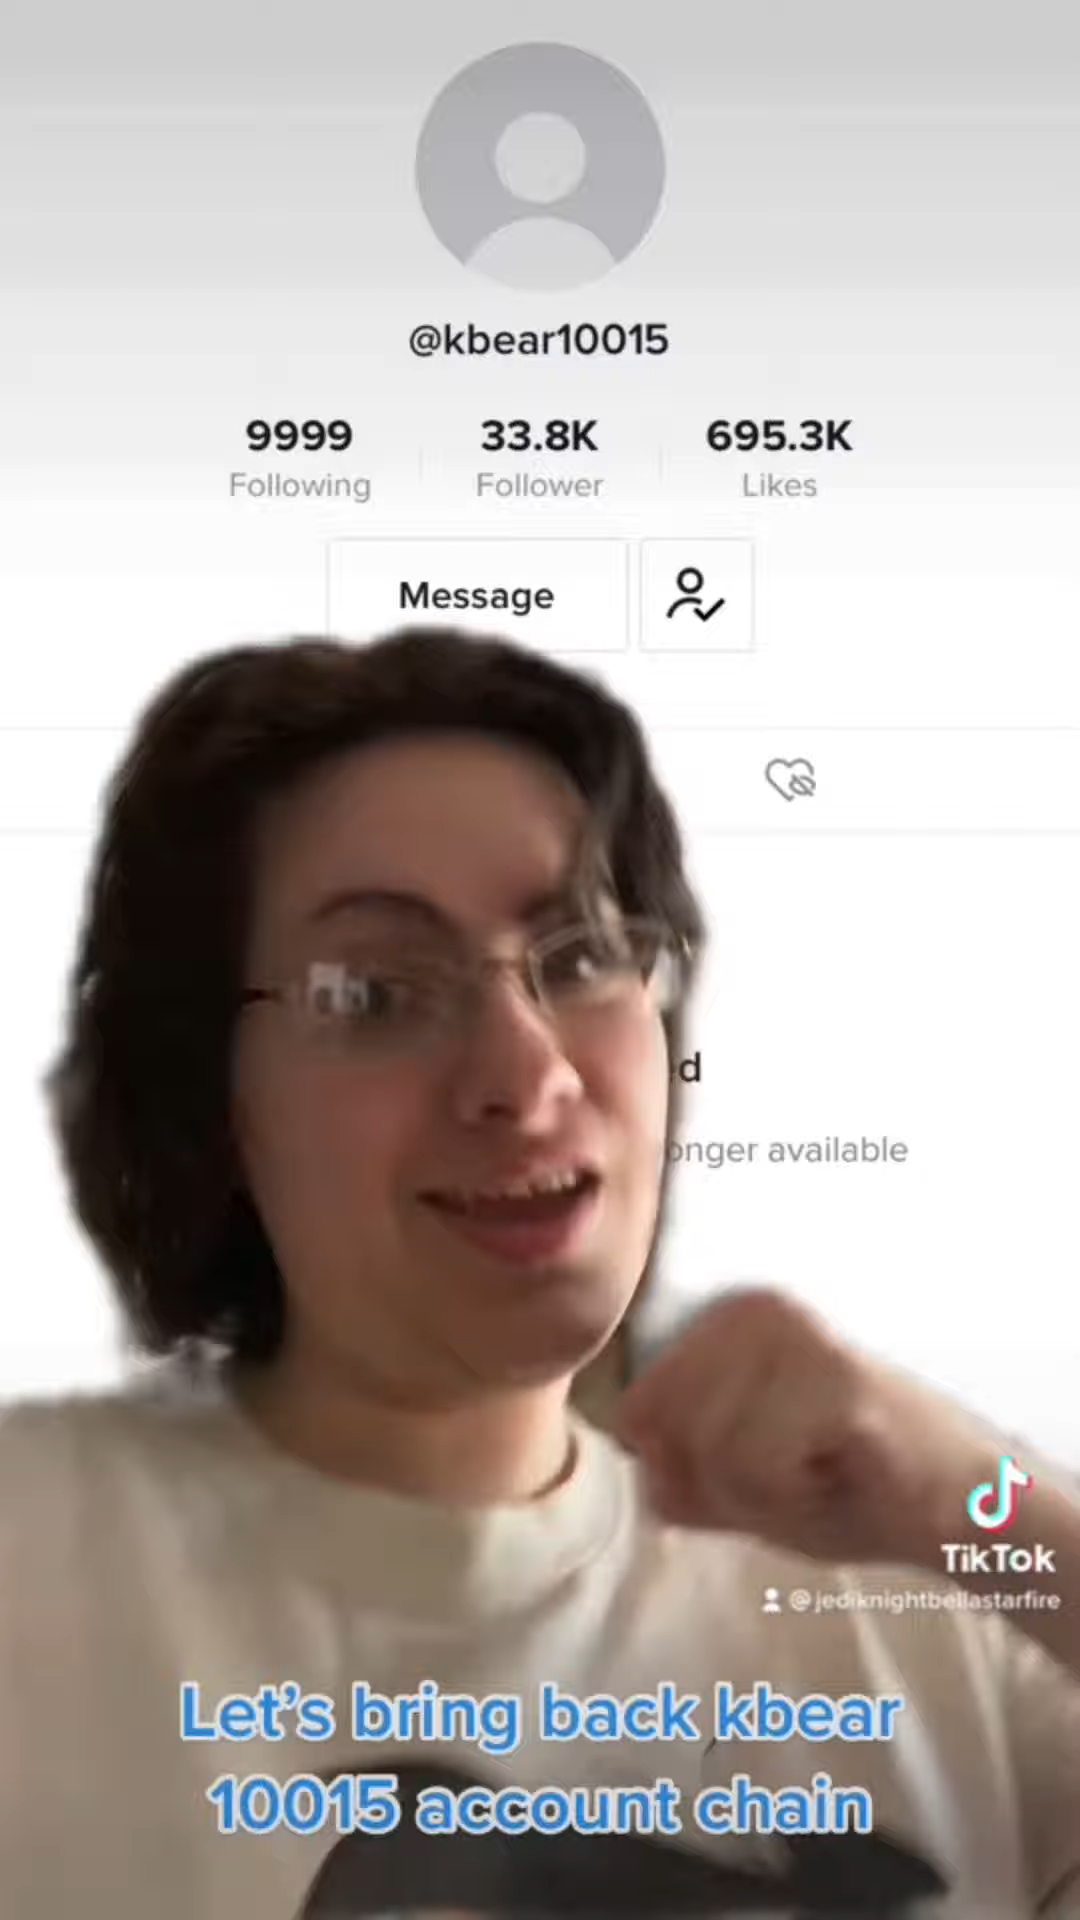 @kbear10015
9999 33.8K 695.3K
Following Follower Likes
Message
available
TikTok
@jediknightbellastarfire
Let's bring back kbear
10015 account chain